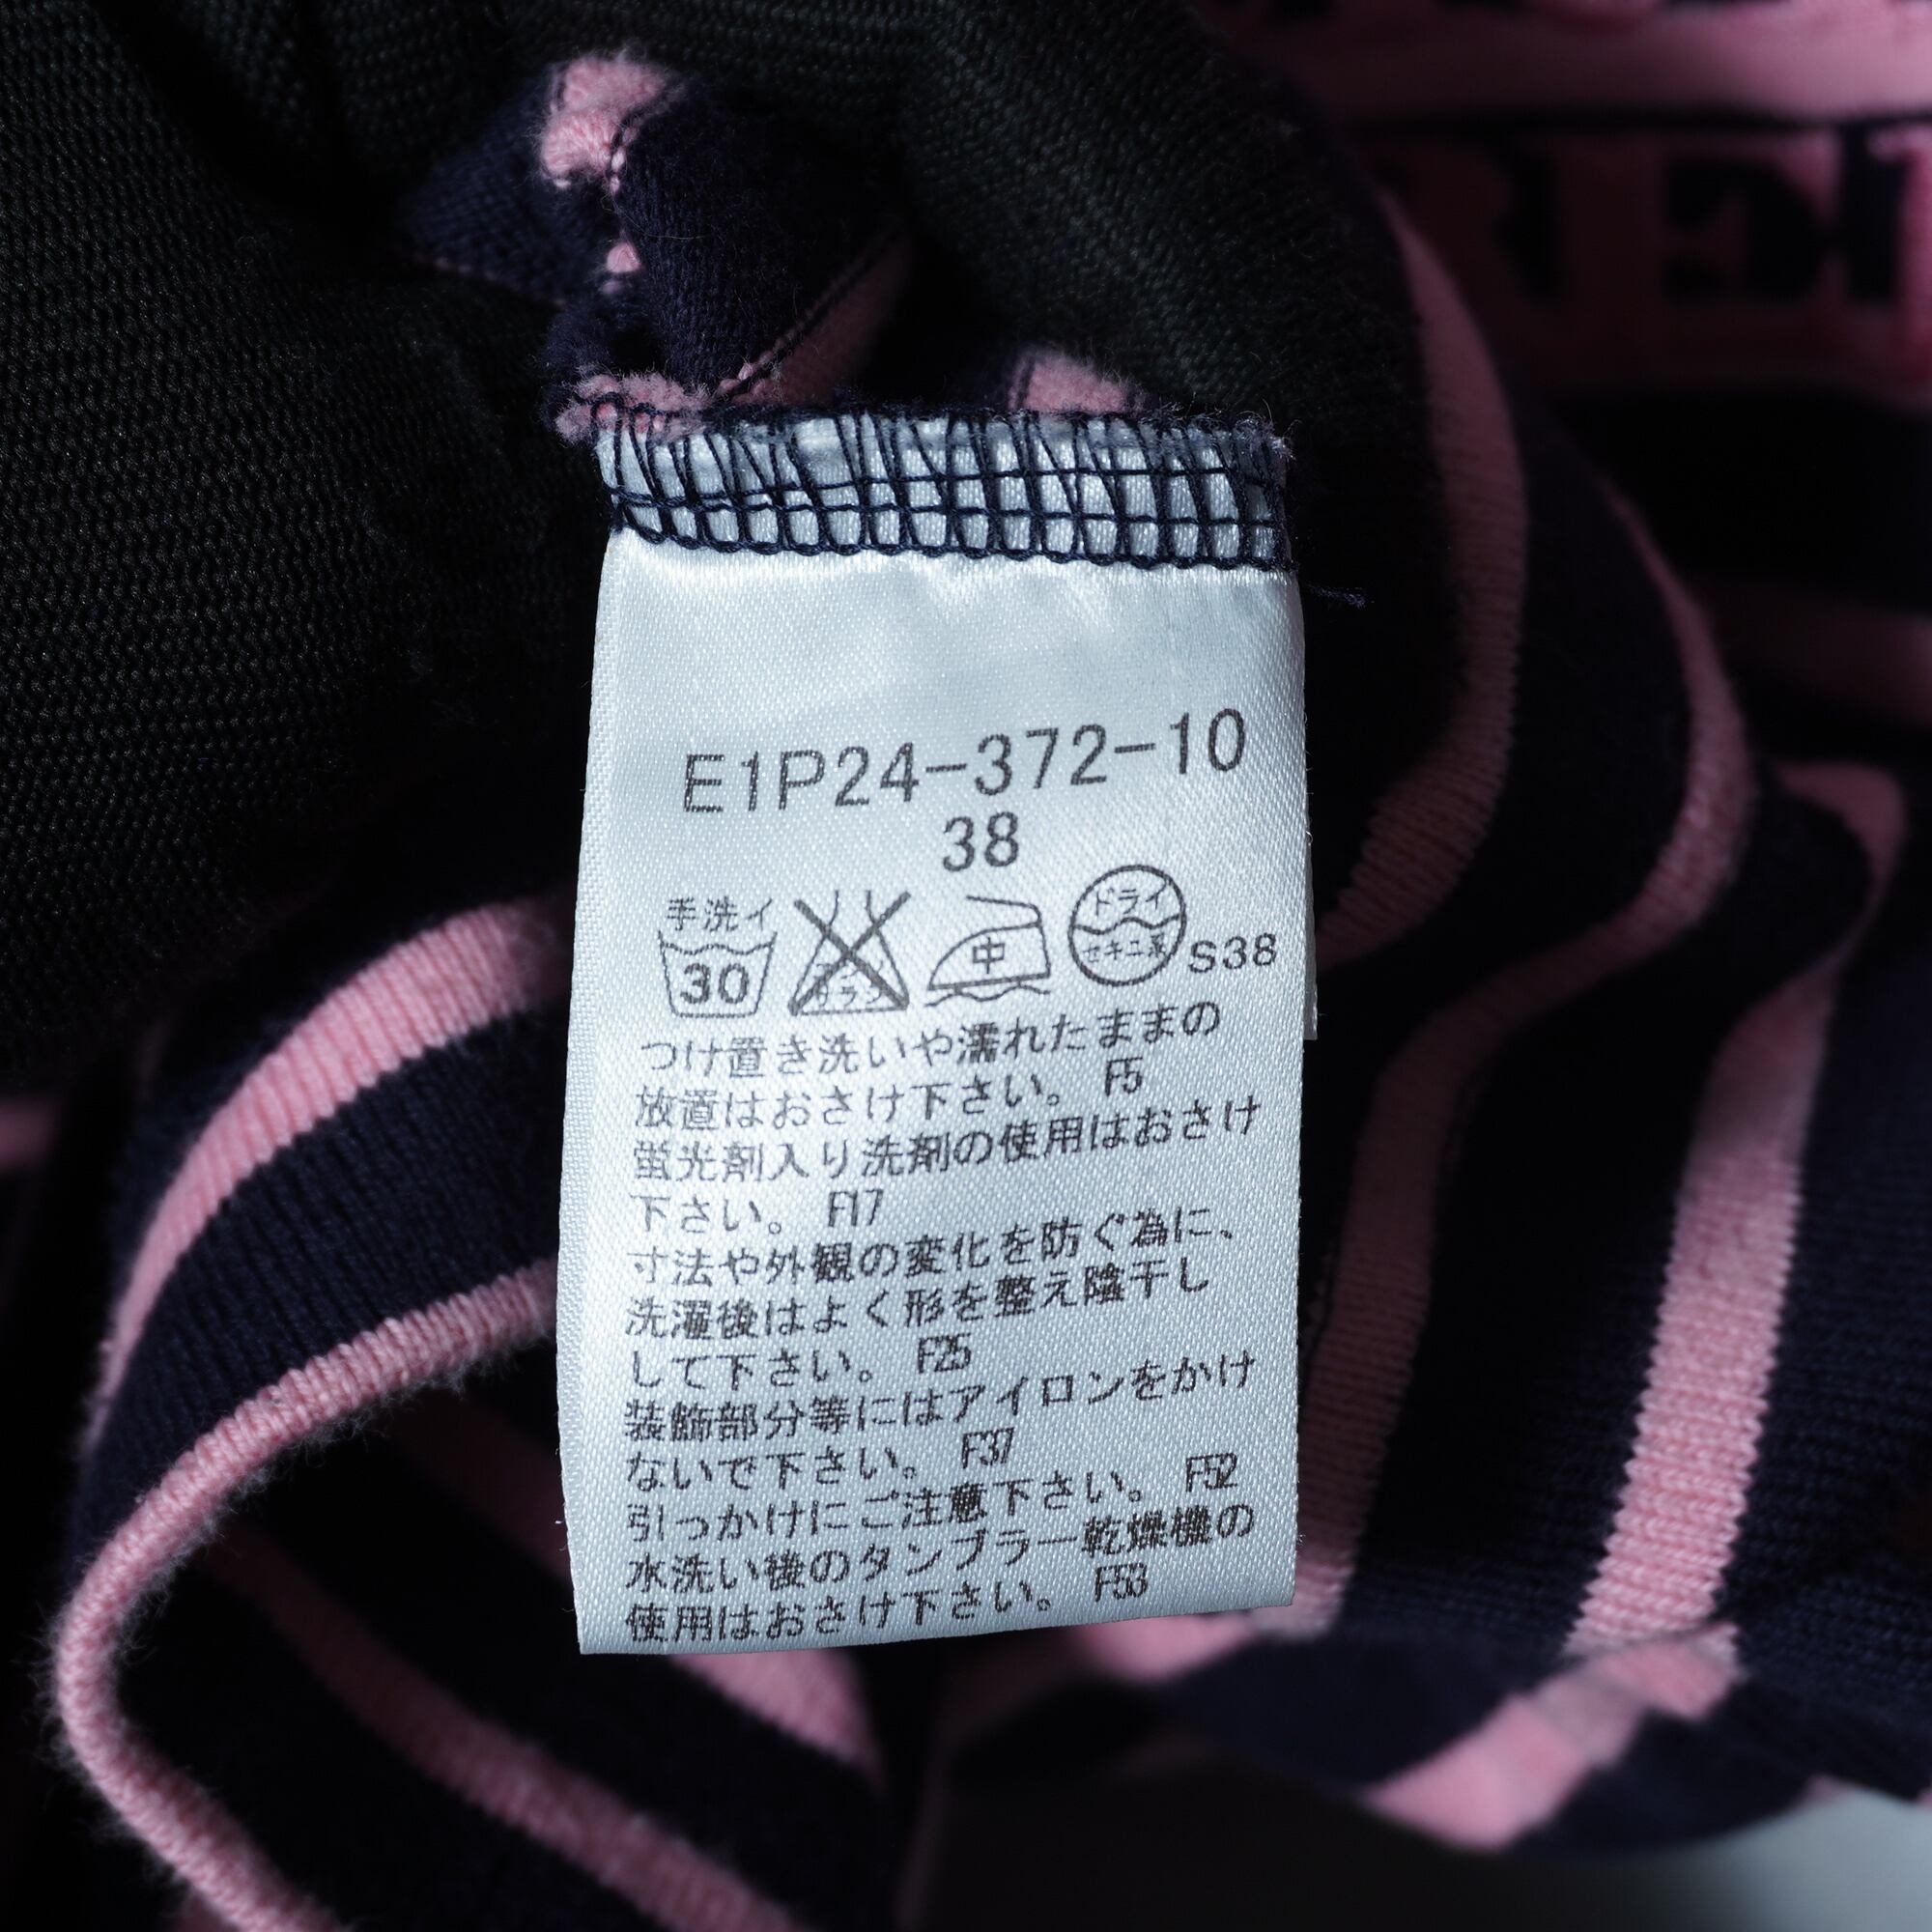 E1P24-372-10
38
手洗イ 30 中 ドライ セキユ系 S38
つけ置き洗いや濡れたままの
放置はおさけ下さい。 F5
蛍光剤入り洗剤の使用はおさけ
下さい。 F17
寸法や外観の変化を防ぐ為に、
洗濯後はよく形を整え陰干し
して下さい。 F25
装飾部分等にはアイロンをかけ
ないで下さい。 F37
引っかけにご注意下さい。 F52
水洗い後のタンブラー乾燥機の
使用はおさけ下さい。 F53